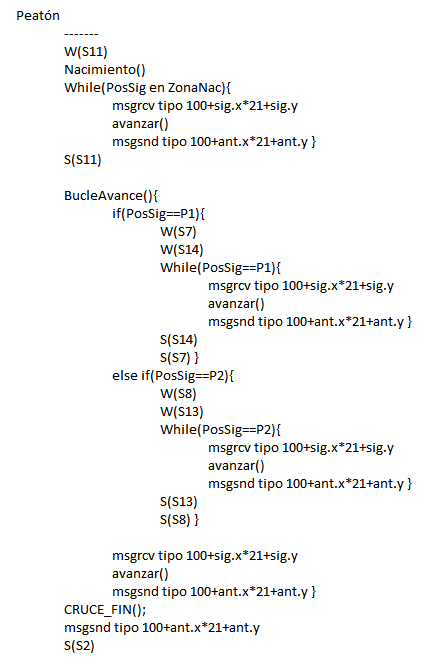 Peatón
-------
W(S11)
Nacimiento()
While(PosSig en ZonaNac){
msgrcv tipo 100+sig.x*21+sig.y
avanzar()
msgsnd tipo 100+ant.x*21+ant.y }
S(S11)
BucleAvance(){
if(PosSig==P1){
W(S7)
W(S14)
While(PosSig==P1){
msgrcv tipo 100+sig.x*21+sig.y
avanzar()
msgsnd tipo 100+ant.x*21+ant.y }
S(S14)
S(S7) }
else if(PosSig==P2){
W(S8)
W(S13)
While(PosSig==P2){
msgrcv tipo 100+sig.x*21+sig.y
avanzar()
msgsnd tipo 100+ant.x*21+ant.y }
S(S13)
S(S8) }
msgrcv tipo 100+sig.x*21+sig.y
avanzar()
msgsnd tipo 100+ant.x*21+ant.y }
CRUCE_FIN();
msgsnd tipo 100+ant.x*21+ant.y
S(S2)